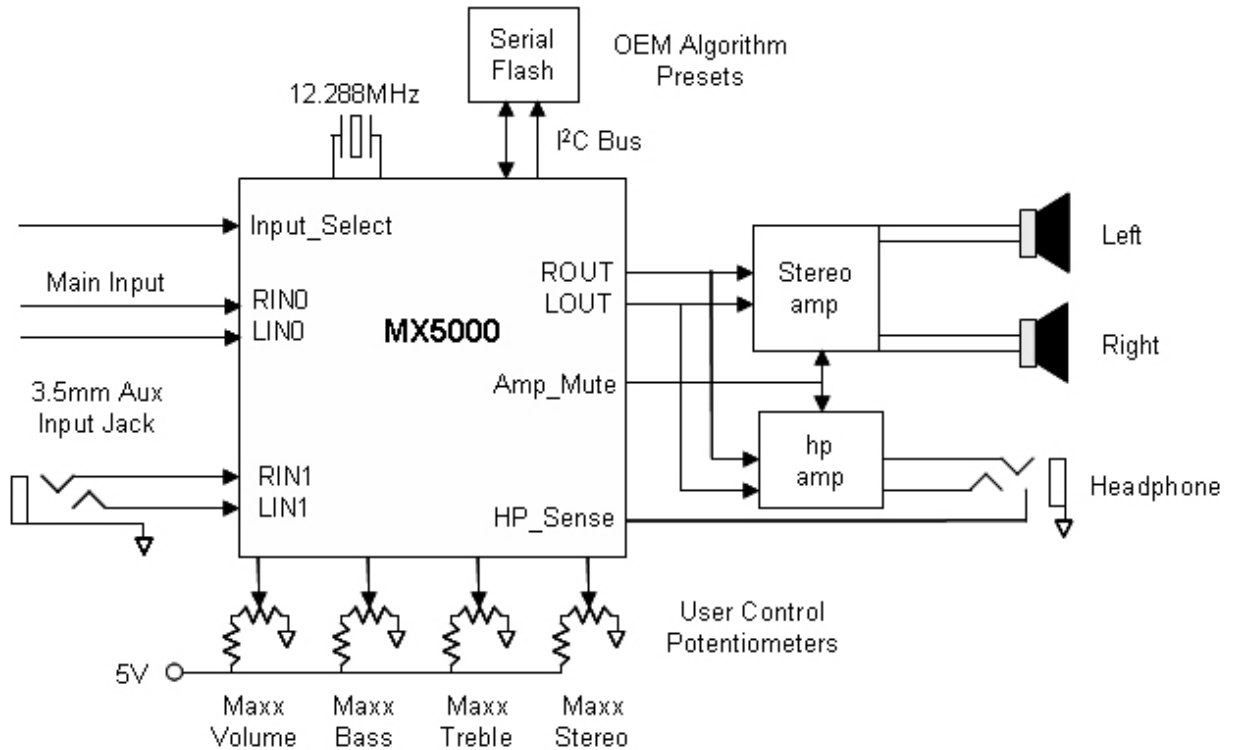 Serial
Flash
OEM Algorithm
Presets
12.288MHz
I²C Bus
Input_Select
Main Input
RIN0
LIN0
MX5000
ROUT
LOUT
Stereo
amp
Left
Right
Amp_Mute
3.5mm Aux
Input Jack
RIN1
LIN1
hp
amp
HP_Sense
Headphone
User Control
Potentiometers
5V
Maxx
Volume
Maxx
Bass
Maxx
Treble
Maxx
Stereo